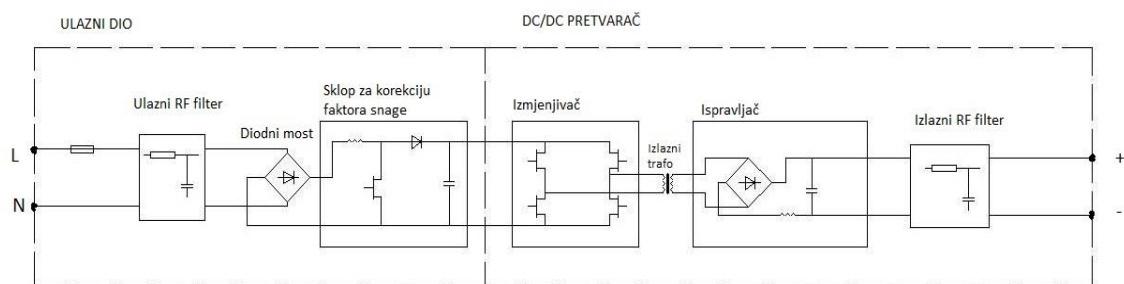 ULAZNI DIO
DC/DC PRETVARAČ
Ulazni RF filter
Diodni most
Sklop za korekciju
faktora snage
Izmjenjivač
Izlazni
trafo
Ispravljač
Izlazni RF filter
L
N
+
-